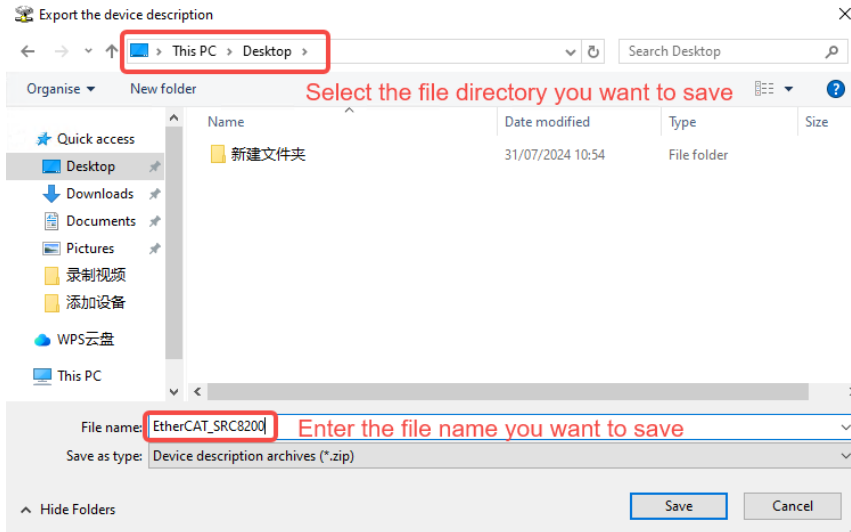 Export the device description
This PC > Desktop >
Search Desktop
Organise
New folder
Select the file directory you want to save
Name
Date modified
Type
Size
Quick access
Desktop
Downloads
Documents
Pictures
录制视频
添加设备
WPS云盘
This PC
新建文件夹
31/07/2024 10:54
File folder
File name:
EtherCAT_SRC8200
Enter the file name you want to save
Save as type:
Device description archives (*.zip)
Hide Folders
Save
Cancel